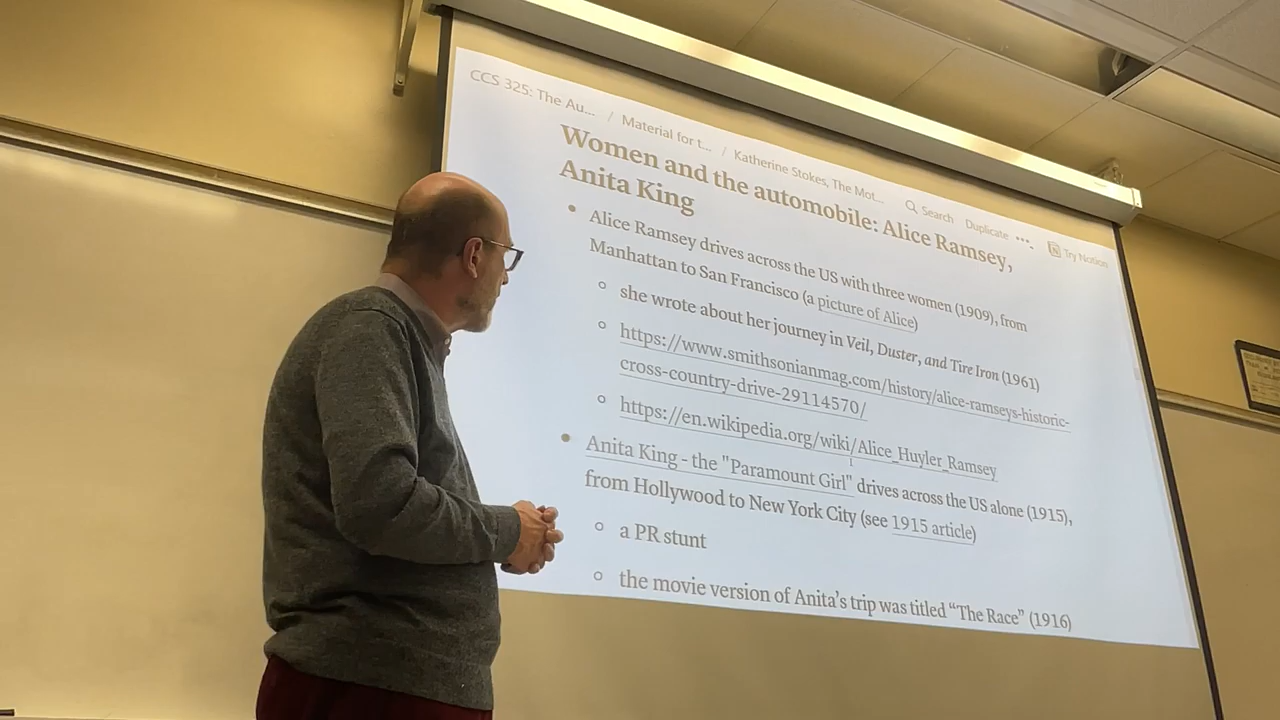 CCS 325: The Au... / Material for t... / Katherine Stokes, The Mot...
Search Duplicate ... Try Notion
Women and the automobile: Alice Ramsey,
Anita King
Alice Ramsey drives across the US with three women (1909), from
Manhattan to San Francisco (a picture of Alice)
she wrote about her journey in Veil, Duster, and Tire Iron (1961)
https://www.smithsonianmag.com/history/alice-ramseys-historic-
cross-country-drive-29114570/
https://en.wikipedia.org/wiki/Alice_Huyler_Ramsey
Anita King - the "Paramount Girl" drives across the US alone (1915),
from Hollywood to New York City (see 1915 article)
a PR stunt
the movie version of Anita’s trip was titled “The Race” (1916)